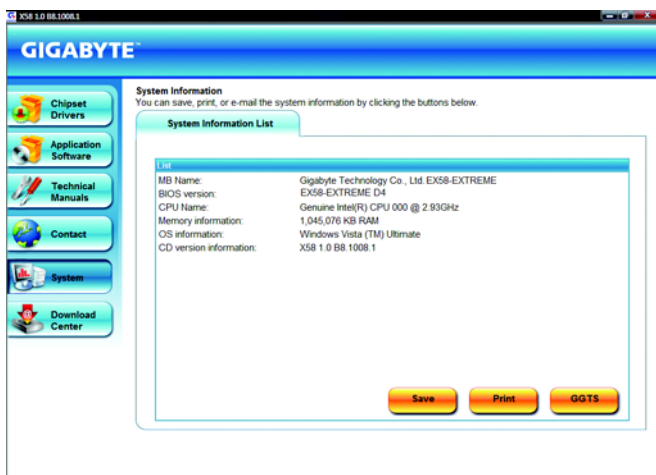 X58 1.0 B8.1008.1
GIGABYTE™
Chipset
Drivers
Application
Software
Technical
Manuals
Contact
System
Download
Center
System Information
You can save, print, or e-mail the system information by clicking the buttons below.
System Information List
List
MB Name: Gigabyte Technology Co., Ltd. EX58-EXTREME
BIOS version: EX58-EXTREME D4
CPU Name: Genuine Intel(R) CPU 000 @ 2.93GHz
Memory information: 1,045,076 KB RAM
OS information: Windows Vista (TM) Ultimate
CD version information: X58 1.0 B8.1008.1
Save Print GGTS